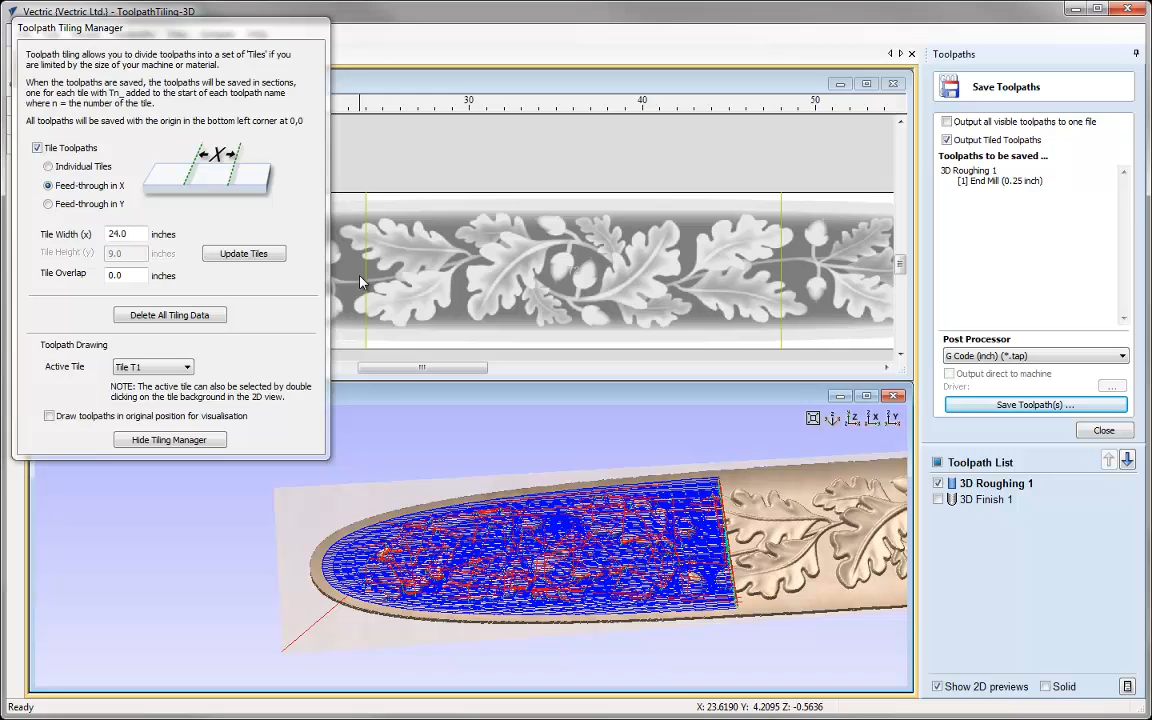 Vectric {Vectric Ltd.} - ToolpathTiling-3D
Toolpath Tiling Manager
Toolpath tiling allows you to divide toolpaths into a set of 'Tiles' if you
are limited by the size of your machine or material.
When the toolpaths are saved, the toolpaths will be saved in sections,
one for each tile with Tn_ added to the start of each toolpath name
where n = the number of the tile.
All toolpaths will be saved with the origin in the bottom left corner at 0,0
Tile Toolpaths
Individual Tiles
Feed-through in X
Feed-through in Y
X
Tile Width (x) 24.0 inches
Tile Height (y) 9.0 inches
Update Tiles
Tile Overlap 0.0 inches
Delete All Tiling Data
Toolpath Drawing
Active Tile Tile T1
NOTE: The active tile can also be selected by double
clicking on the tile background in the 2D view.
Draw toolpaths in original position for visualisation
Hide Tiling Manager
30 40 50
Toolpaths
Save Toolpaths
Output all visible toolpaths to one file
Output Tiled Toolpaths
Toolpaths to be saved ...
3D Roughing 1
[1] End Mill (0.25 inch)
Post Processor
G Code (inch) (*.tap)
Output direct to machine
Driver: ...
Save Toolpath(s) ...
Close
Toolpath List
3D Roughing 1
3D Finish 1
Show 2D previews Solid
Z X Y
Ready
X: 23.6190 Y: 4.2095 Z: -0.5636